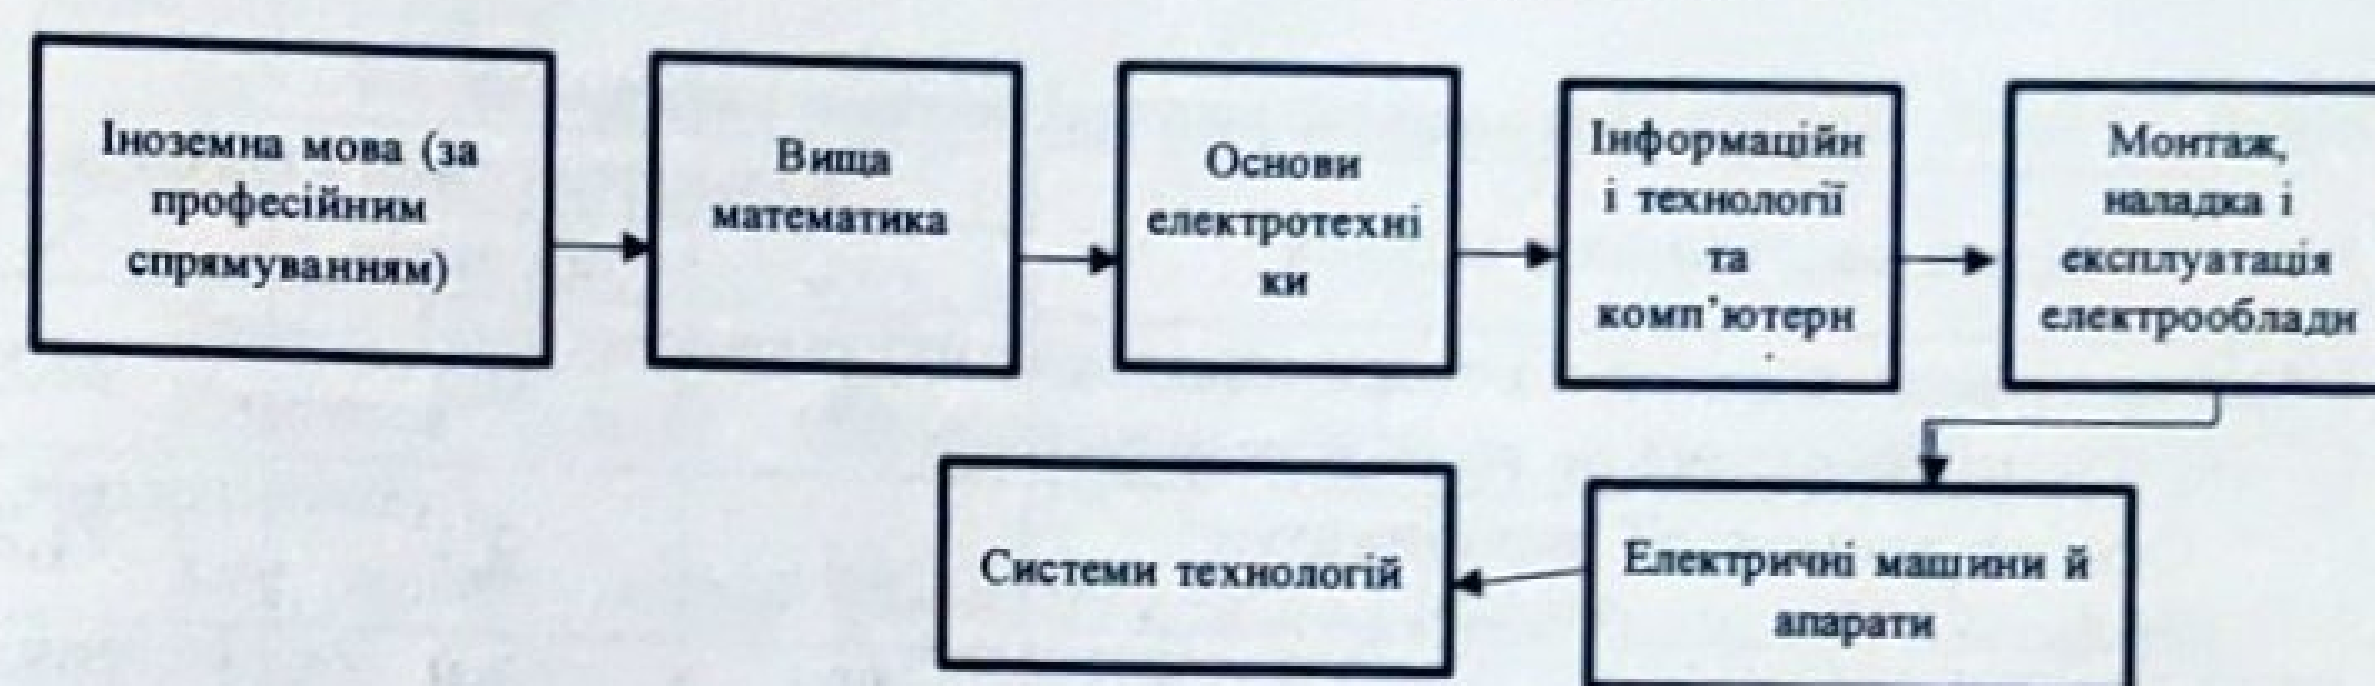 Іноземна мова (за
професійним
спрямуванням)
Вища
математика
Основи
електротехні
ки
Інформаційн
і технології
та
комп'ютерн
Монтаж,
наладка і
експлуатація
електрообладн
Електричні машини й
апарати
Системи технологій